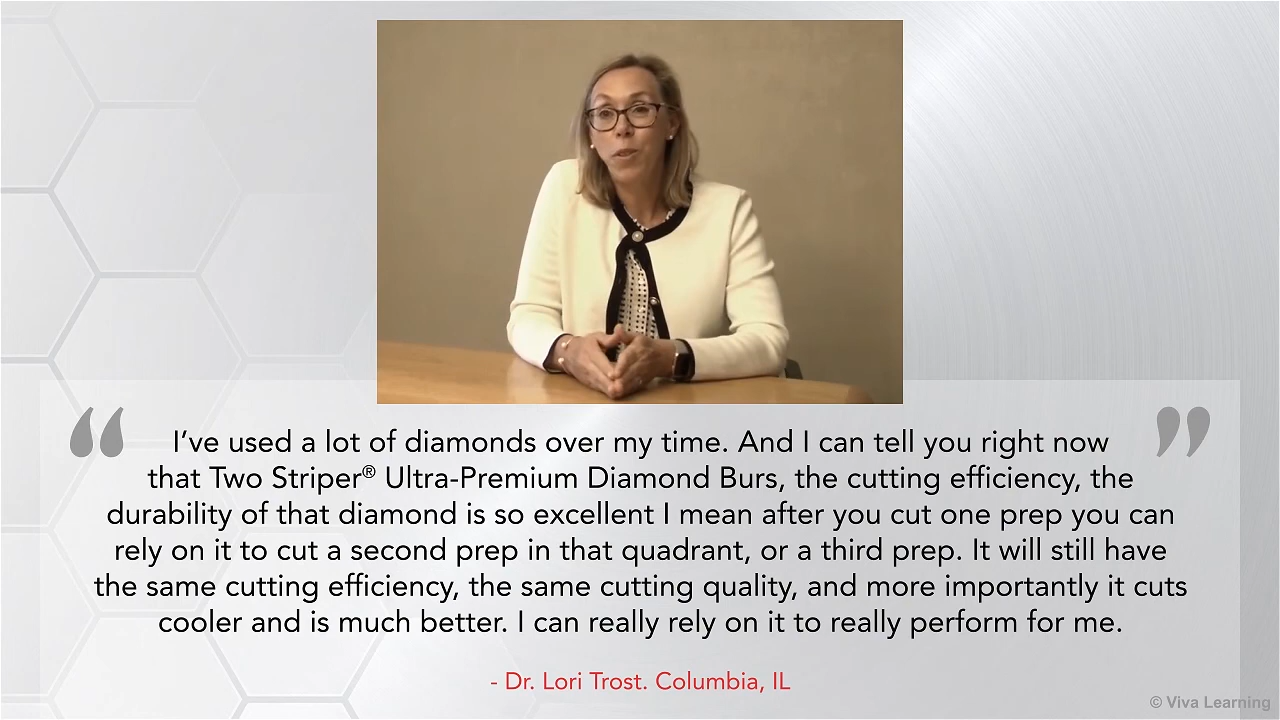 “ I’ve used a lot of diamonds over my time. And I can tell you right now ”
that Two Striper® Ultra-Premium Diamond Burs, the cutting efficiency, the
durability of that diamond is so excellent I mean after you cut one prep you can
rely on it to cut a second prep in that quadrant, or a third prep. It will still have
the same cutting efficiency, the same cutting quality, and more importantly it cuts
cooler and is much better. I can really rely on it to really perform for me.
- Dr. Lori Trost. Columbia, IL
© Viva Learning